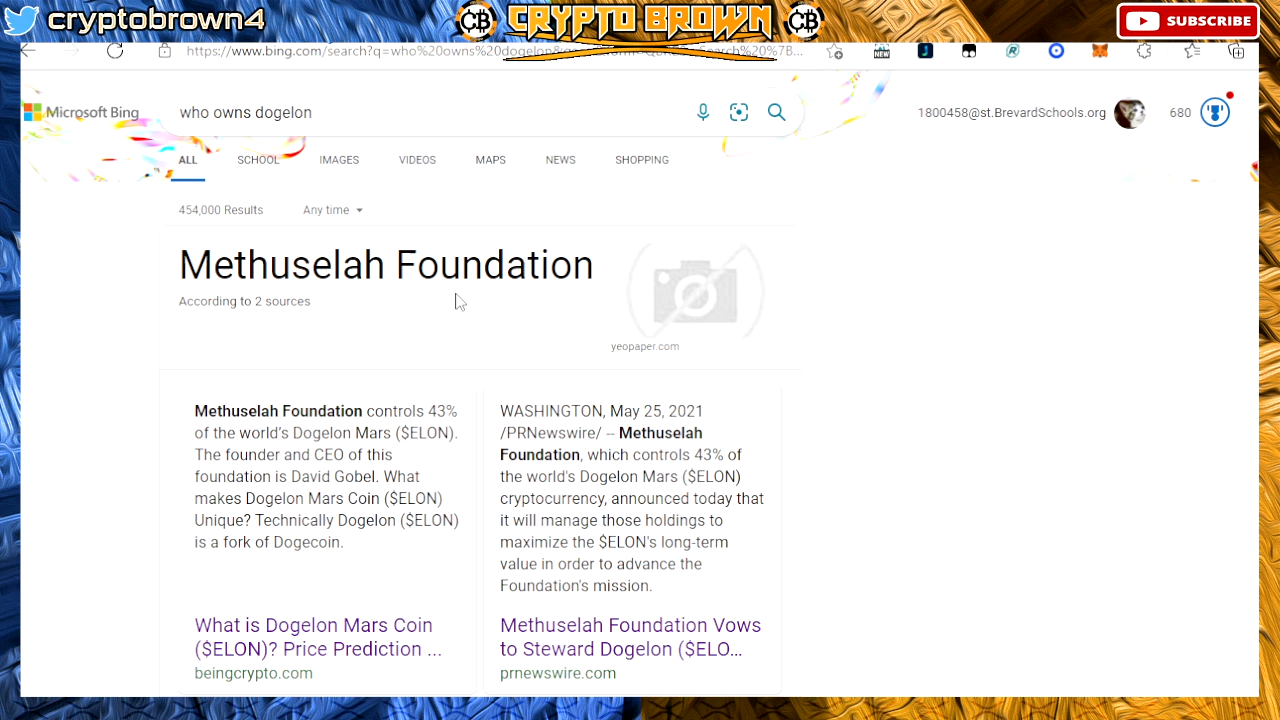 cryptobrown4
CB
CRYPTO BROWN
CB
SUBSCRIBE
https://www.bing.com/search?q=who%20owns%20dogelon
NEW
Microsoft Bing
who owns dogelon
1800458@st.BrevardSchools.org
680
ALL SCHOOL IMAGES VIDEOS MAPS NEWS SHOPPING
454,000 Results Any time
Methuselah Foundation
According to 2 sources
yeopaper.com
Methuselah Foundation controls 43%
of the world's Dogelon Mars ($ELON).
The founder and CEO of this
foundation is David Gobel. What
makes Dogelon Mars Coin ($ELON)
Unique? Technically Dogelon ($ELON)
is a fork of Dogecoin.
What is Dogelon Mars Coin
($ELON)? Price Prediction ...
beingcrypto.com
WASHINGTON, May 25, 2021
/PRNewswire/ -- Methuselah
Foundation, which controls 43% of
the world's Dogelon Mars ($ELON)
cryptocurrency, announced today that
it will manage those holdings to
maximize the $ELON's long-term
value in order to advance the
Foundation's mission.
Methuselah Foundation Vows
to Steward Dogelon ($ELO...
prnewswire.com